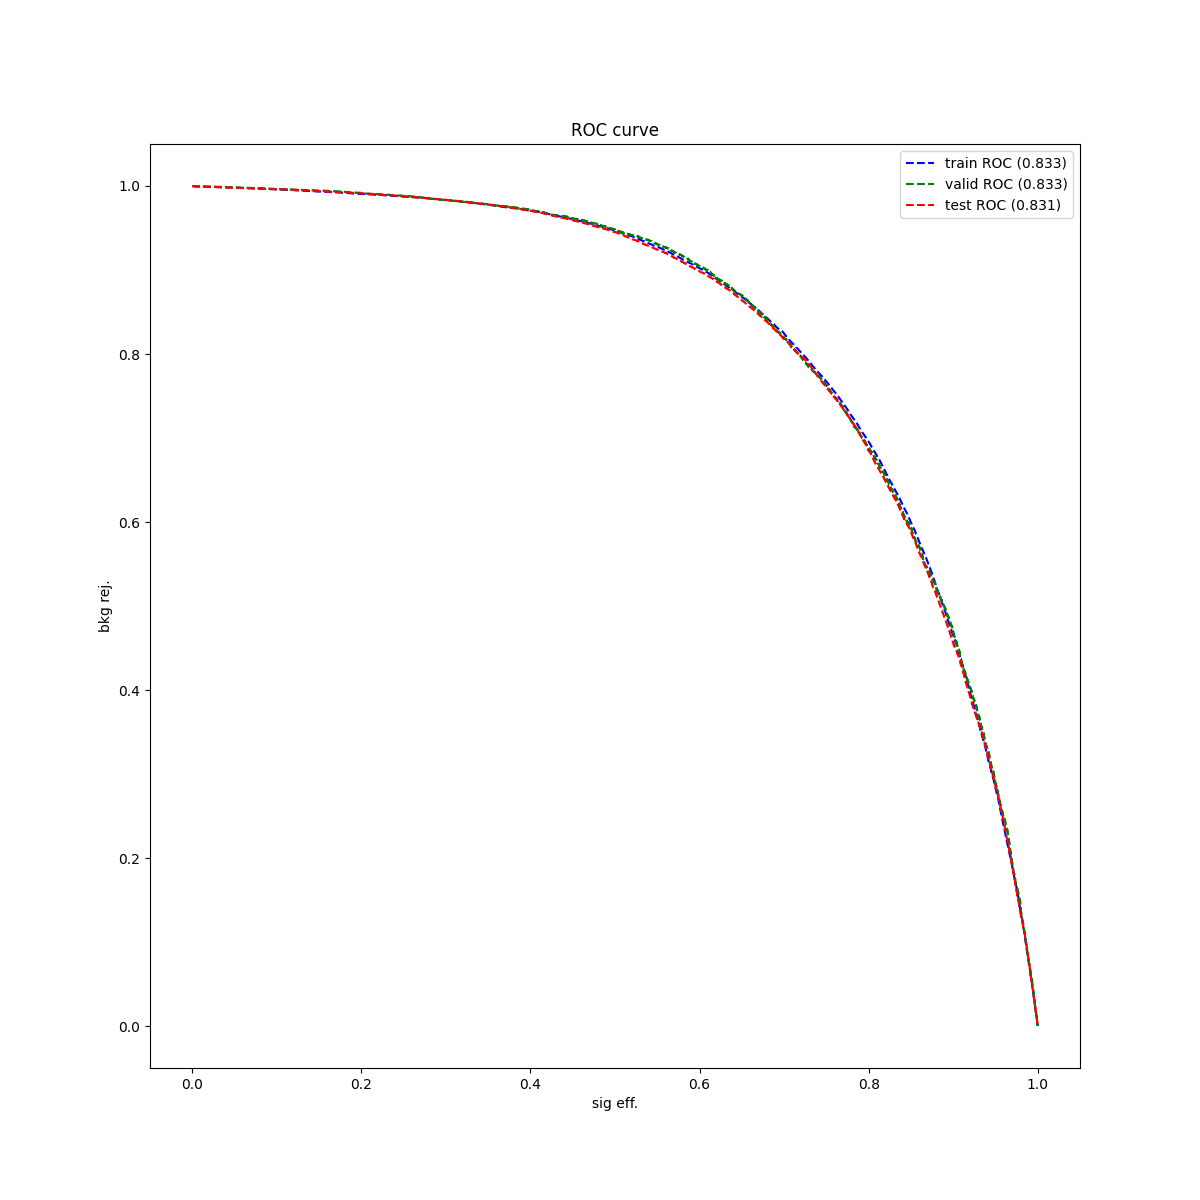 ROC curve
train ROC (0.833)
valid ROC (0.833)
test ROC (0.831)
1.0
0.8
0.6
0.4
0.2
0.0
bkg rej.
0.0 0.2 0.4 0.6 0.8 1.0
sig eff.